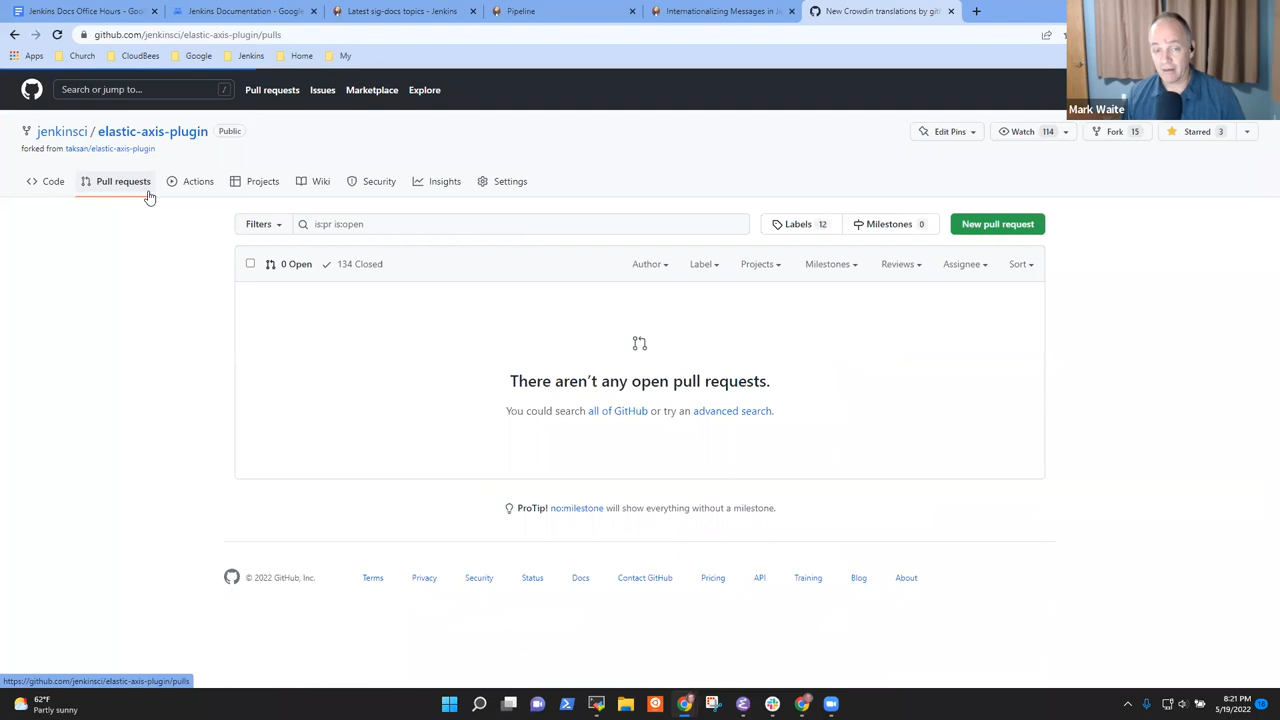 Jenkins Docs Office Hours - Goo
Jenkins Documentation - Google
Latest sig-docs topics - Jenkins
Pipeline
Internationalizing Messages in Ja
New Crowdin translations by git
github.com/jenkinsci/elastic-axis-plugin/pulls
Apps
Church
CloudBees
Google
Jenkins
Home
My
Mark Waite
Search or jump to...
/
Pull requests
Issues
Marketplace
Explore
jenkinsci / elastic-axis-plugin
Public
forked from taksan/elastic-axis-plugin
Edit Pins
Watch 114
Fork 15
Starred 3
Code
Pull requests
Actions
Projects
Wiki
Security
Insights
Settings
Filters
is:pr is:open
Labels 12
Milestones 0
New pull request
0 Open
134 Closed
Author
Label
Projects
Milestones
Reviews
Assignee
Sort
There aren’t any open pull requests.
You could search all of GitHub or try an advanced search.
ProTip! no:milestone will show everything without a milestone.
© 2022 GitHub, Inc.
Terms
Privacy
Security
Status
Docs
Contact GitHub
Pricing
API
Training
Blog
About
https://github.com/jenkinsci/elastic-axis-plugin/pulls
62°F
Partly sunny
8:21 PM
5/19/2022